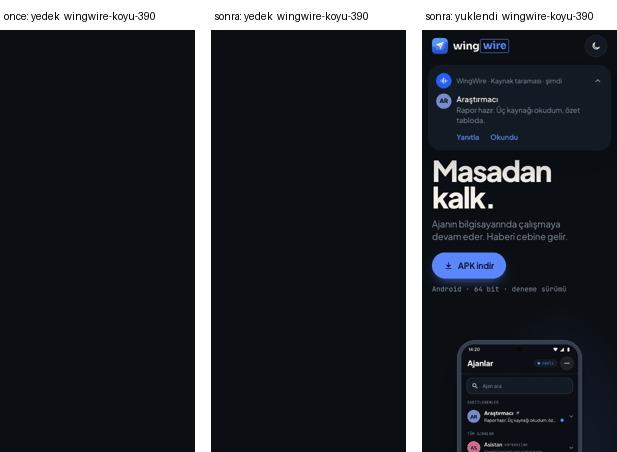 once: yedek wingwire-koyu-390
sonra: yedek wingwire-koyu-390
sonra: yuklendi wingwire-koyu-390
wing wire
WingWire · Kaynak taraması · şimdi
AR
Araştırmacı
Rapor hazır. Üç kaynağı okudum, özet
tabloda.
Yanıtla Okundu
Masadan
kalk.
Ajanın bilgisayarında çalışmaya
devam eder. Haberi cebine gelir.
APK indir
Android · 64 bit · deneme sürümü
14:20
Ajanlar
Ajan ara
TÜM AJANLAR
AR
Araştırmacı
Rapor hazır. Üç kaynağı okudum, öz...
AS
Asistan